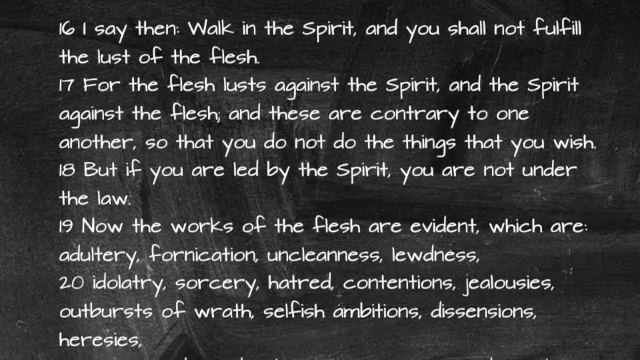 16 I say then: Walk in the Spirit, and you shall not fulfill
the lust of the flesh.
17 For the flesh lusts against the Spirit, and the Spirit
against the flesh; and these are contrary to one
another, so that you do not do the things that you wish.
18 But if you are led by the Spirit, you are not under
the law.
19 Now the works of the flesh are evident, which are:
adultery, fornication, uncleanness, lewdness,
20 idolatry, sorcery, hatred, contentions, jealousies,
outbursts of wrath, selfish ambitions, dissensions,
heresies,